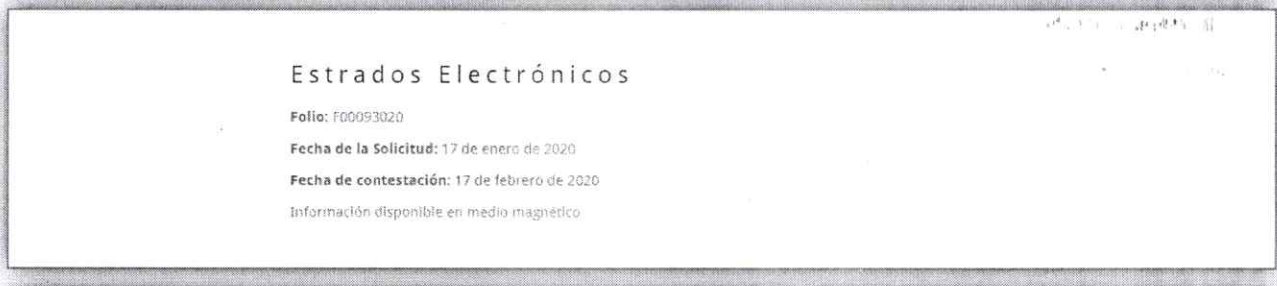 Estrados Electrónicos
Folio: F00093020
Fecha de la Solicitud: 17 de enero de 2020
Fecha de contestación: 17 de febrero de 2020
Información disponible en medio magnético